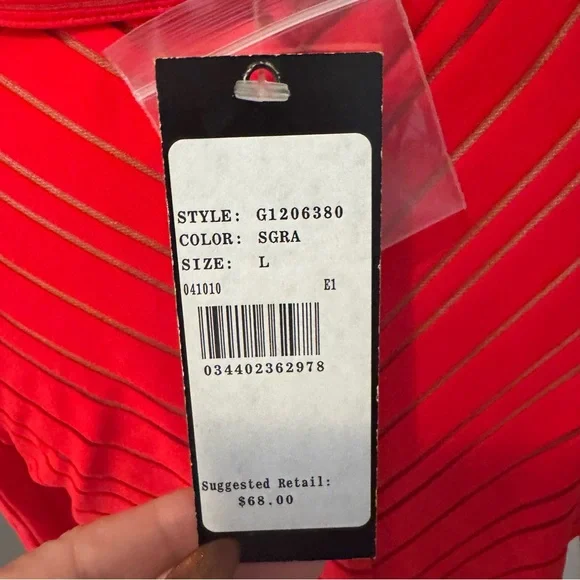 STYLE: G1206380
COLOR: SGRA
SIZE: L
041010 E1
034402362978
Suggested Retail:
$68.00